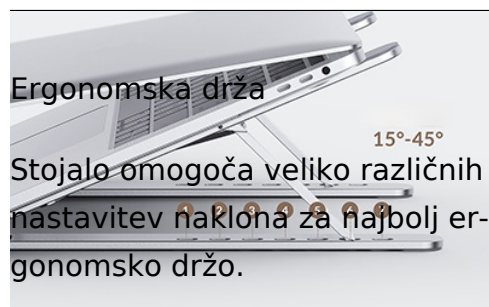 Ergonomska drža
15°-45°
Stojalo omogoča veliko različnih
nastavitev naklona za najbolj er-
gonomsko držo.